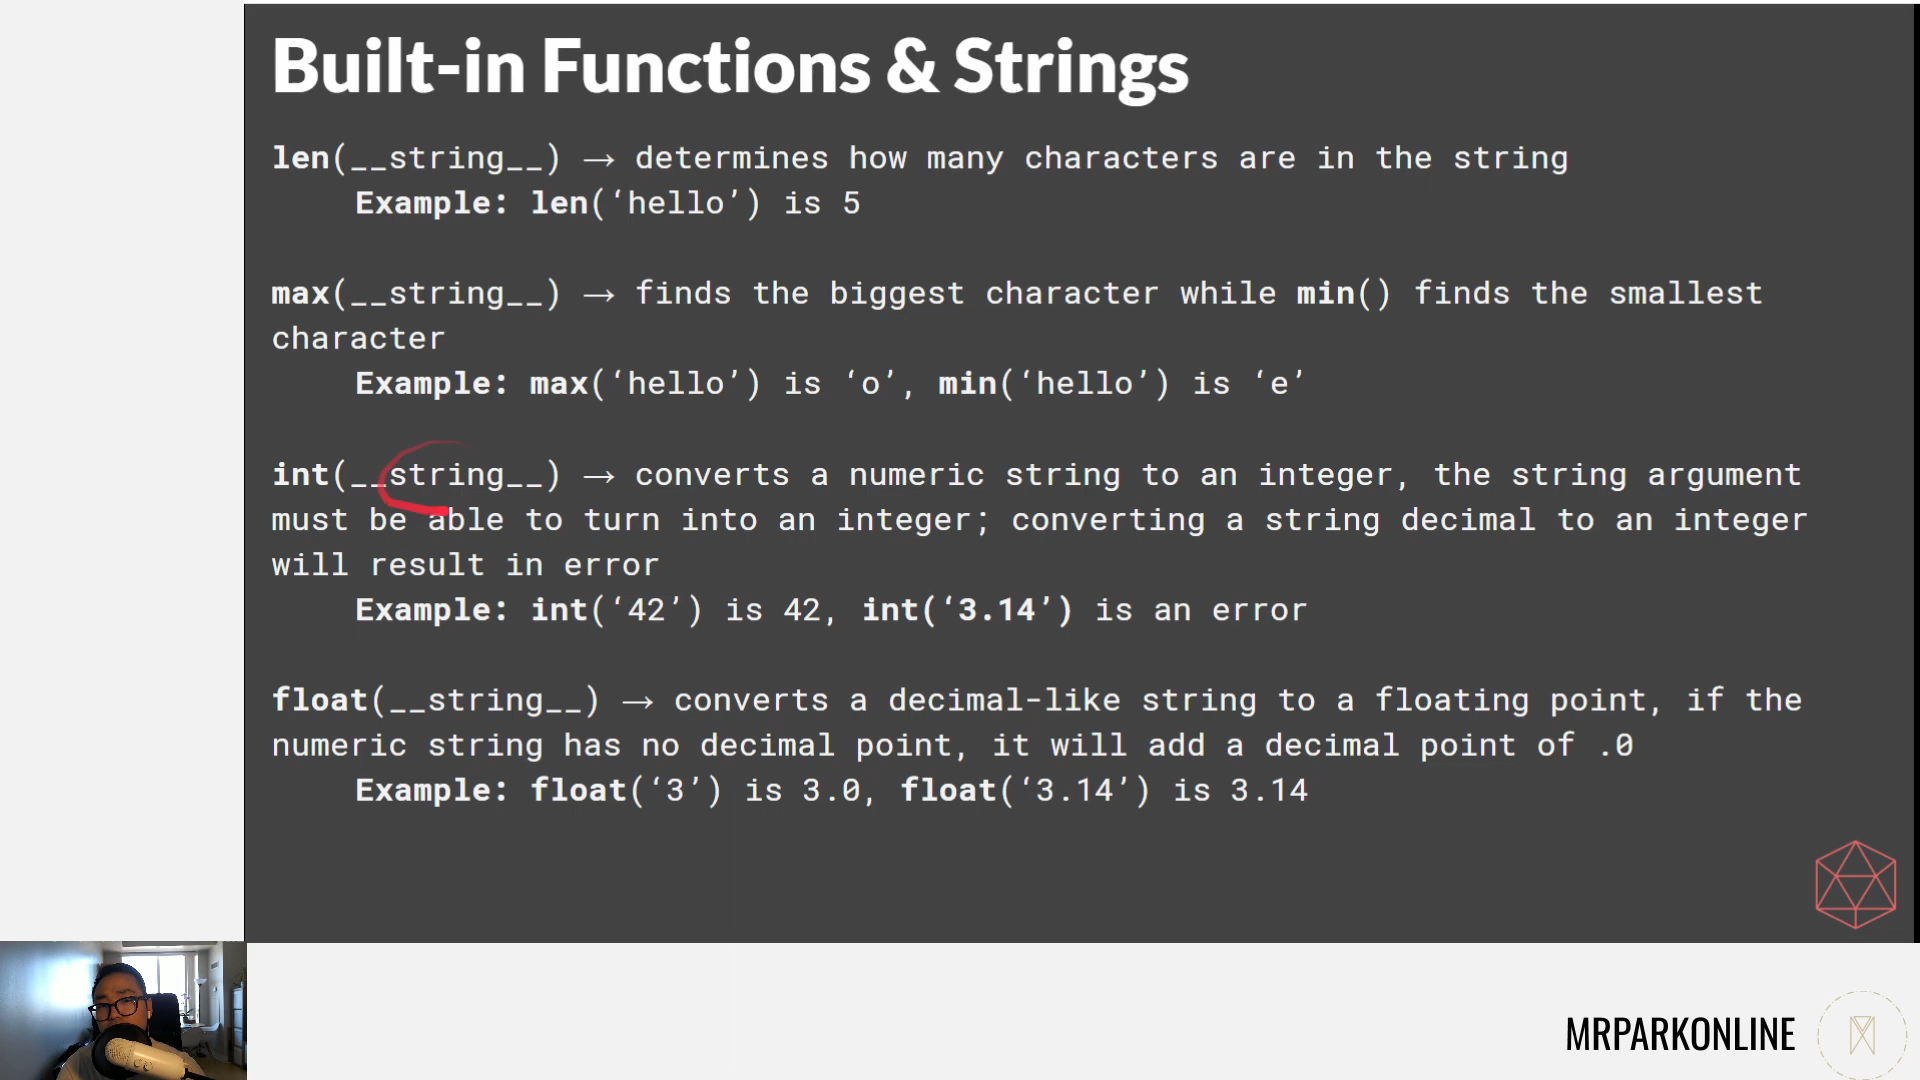 Built-in Functions & Strings
len(__string__) → determines how many characters are in the string
Example: len(‘hello’) is 5
max(__string__) → finds the biggest character while min() finds the smallest
character
Example: max(‘hello’) is ‘o’, min(‘hello’) is ‘e’
int(__string__) → converts a numeric string to an integer, the string argument
must be able to turn into an integer; converting a string decimal to an integer
will result in error
Example: int(‘42’) is 42, int(‘3.14’) is an error
float(__string__) → converts a decimal-like string to a floating point, if the
numeric string has no decimal point, it will add a decimal point of .0
Example: float(‘3’) is 3.0, float(‘3.14’) is 3.14
MRPARKONLINE